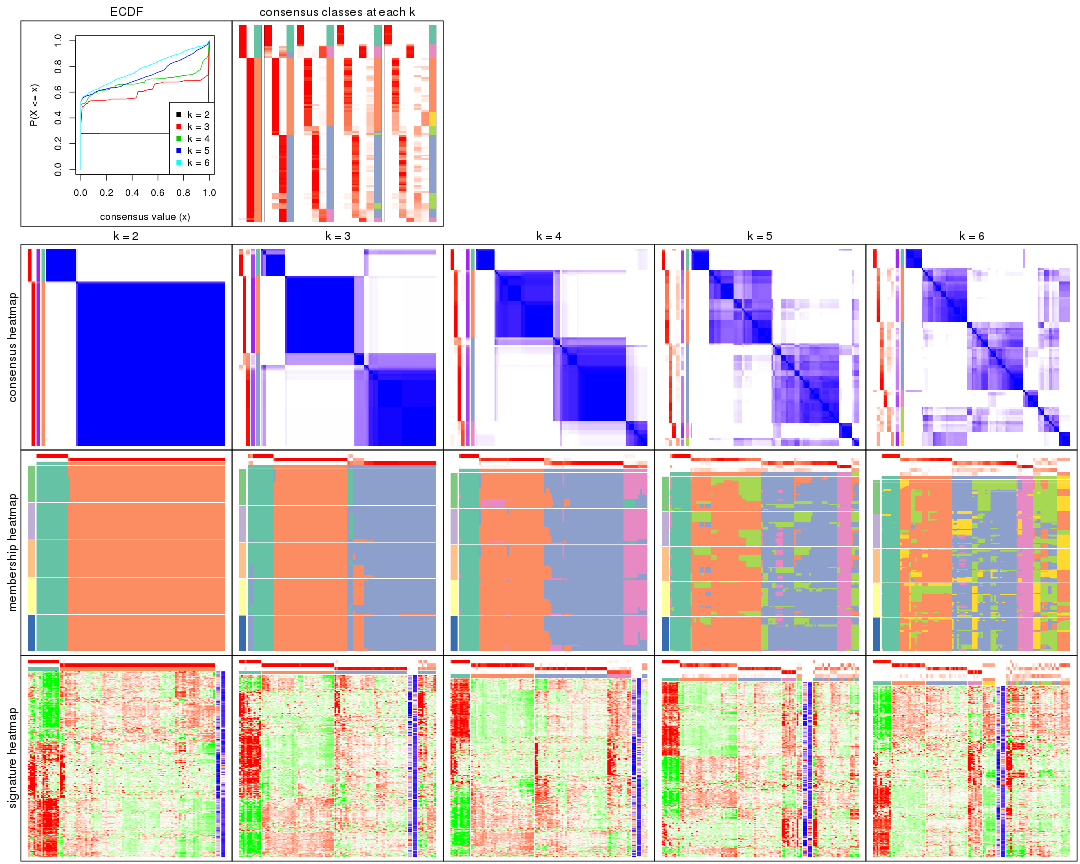 ECDF
consensus classes at each k
P(X <= x)
0.0 0.2 0.4 0.6 0.8 1.0
k = 2
k = 3
k = 4
k = 5
k = 6
0.0 0.2 0.4 0.6 0.8 1.0
consensus value (x)
k = 2
k = 3
k = 4
k = 5
k = 6
consensus heatmap
membership heatmap
signature heatmap